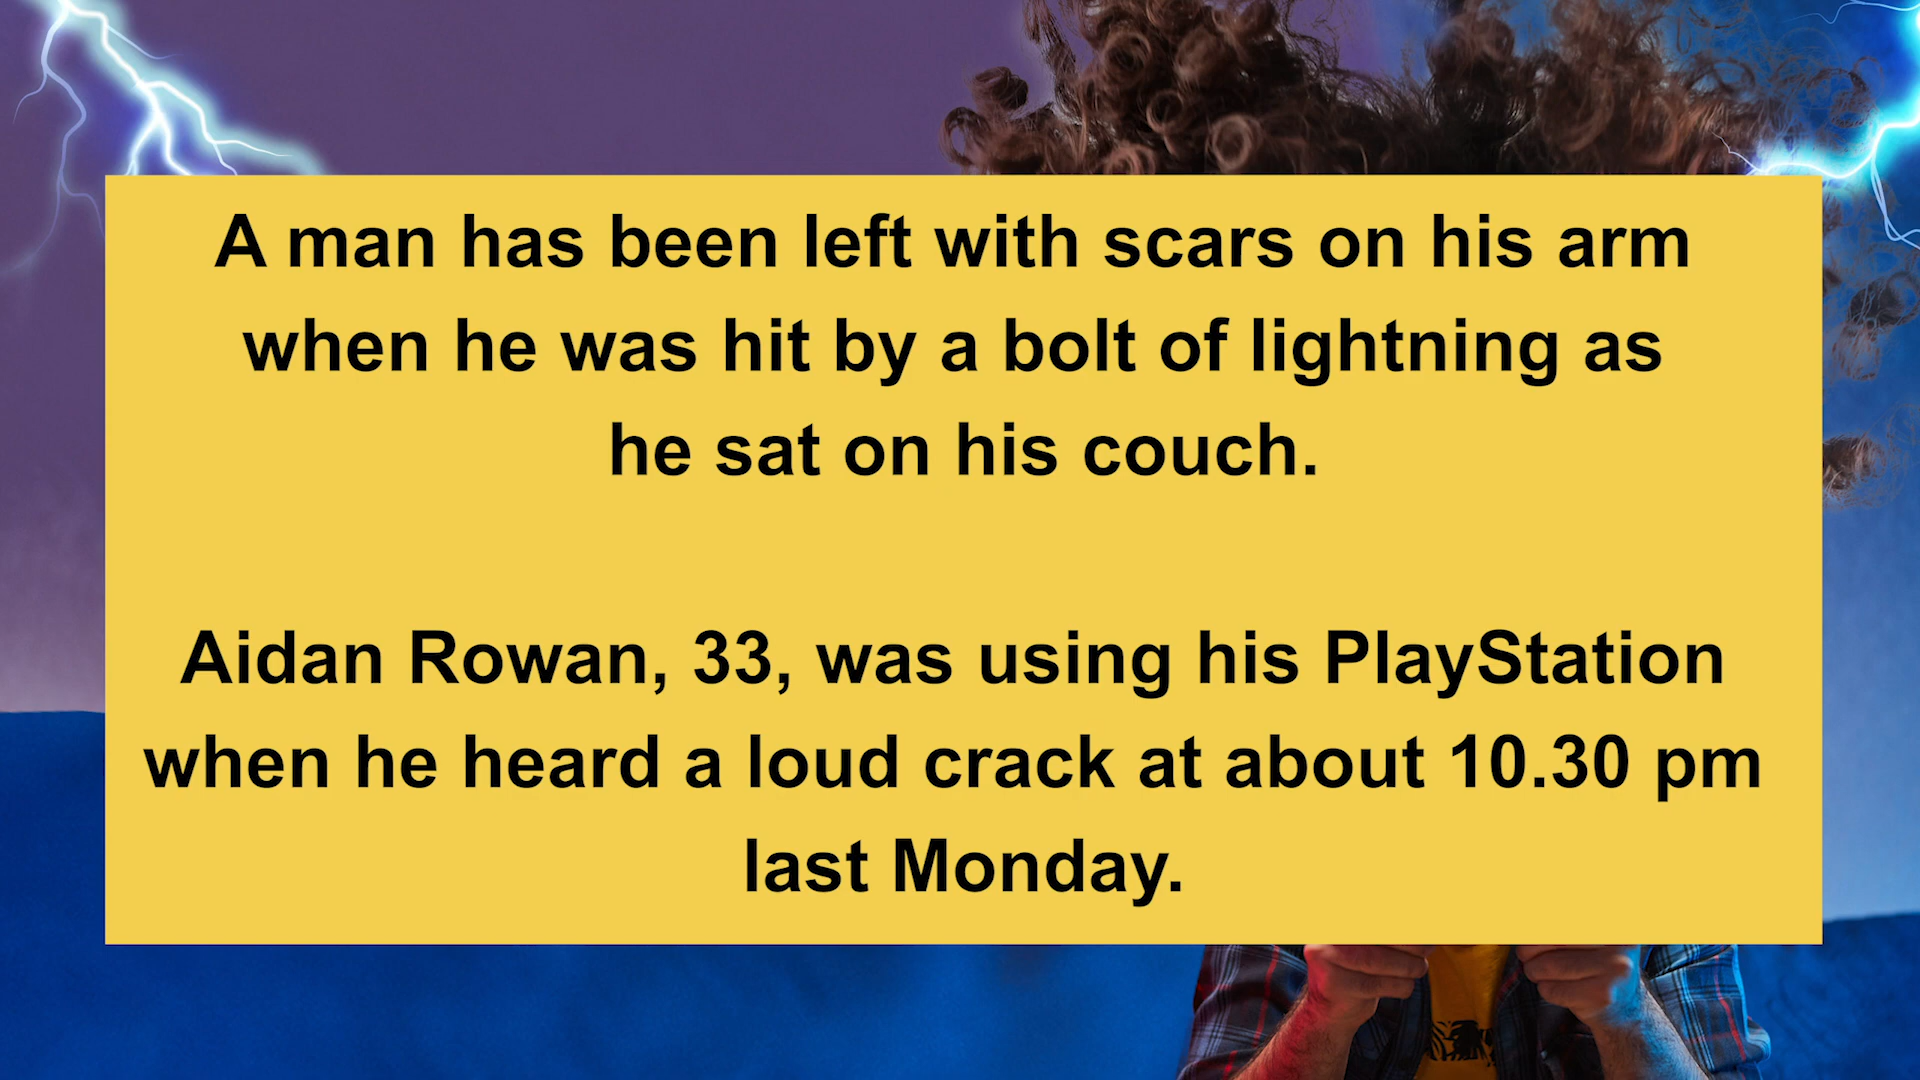 A man has been left with scars on his arm
when he was hit by a bolt of lightning as
he sat on his couch.
Aidan Rowan, 33, was using his PlayStation
when he heard a loud crack at about 10.30 pm
last Monday.